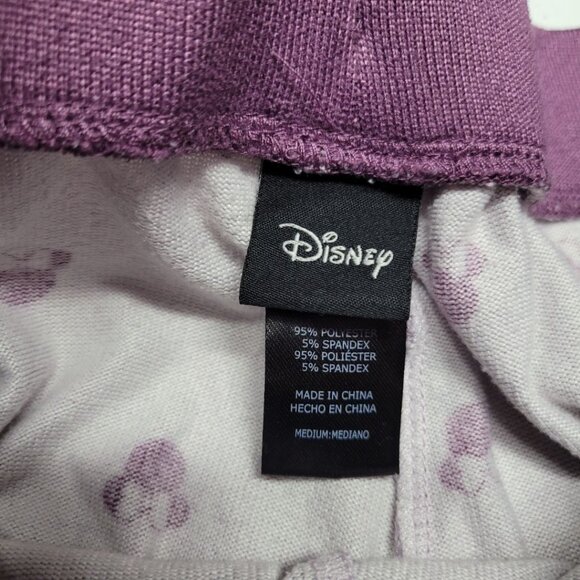 Disney
95% POLYESTER
5% SPANDEX
95% POLIÉSTER
5% SPANDEX
MADE IN CHINA
HECHO EN CHINA
MEDIUM:MEDIANO